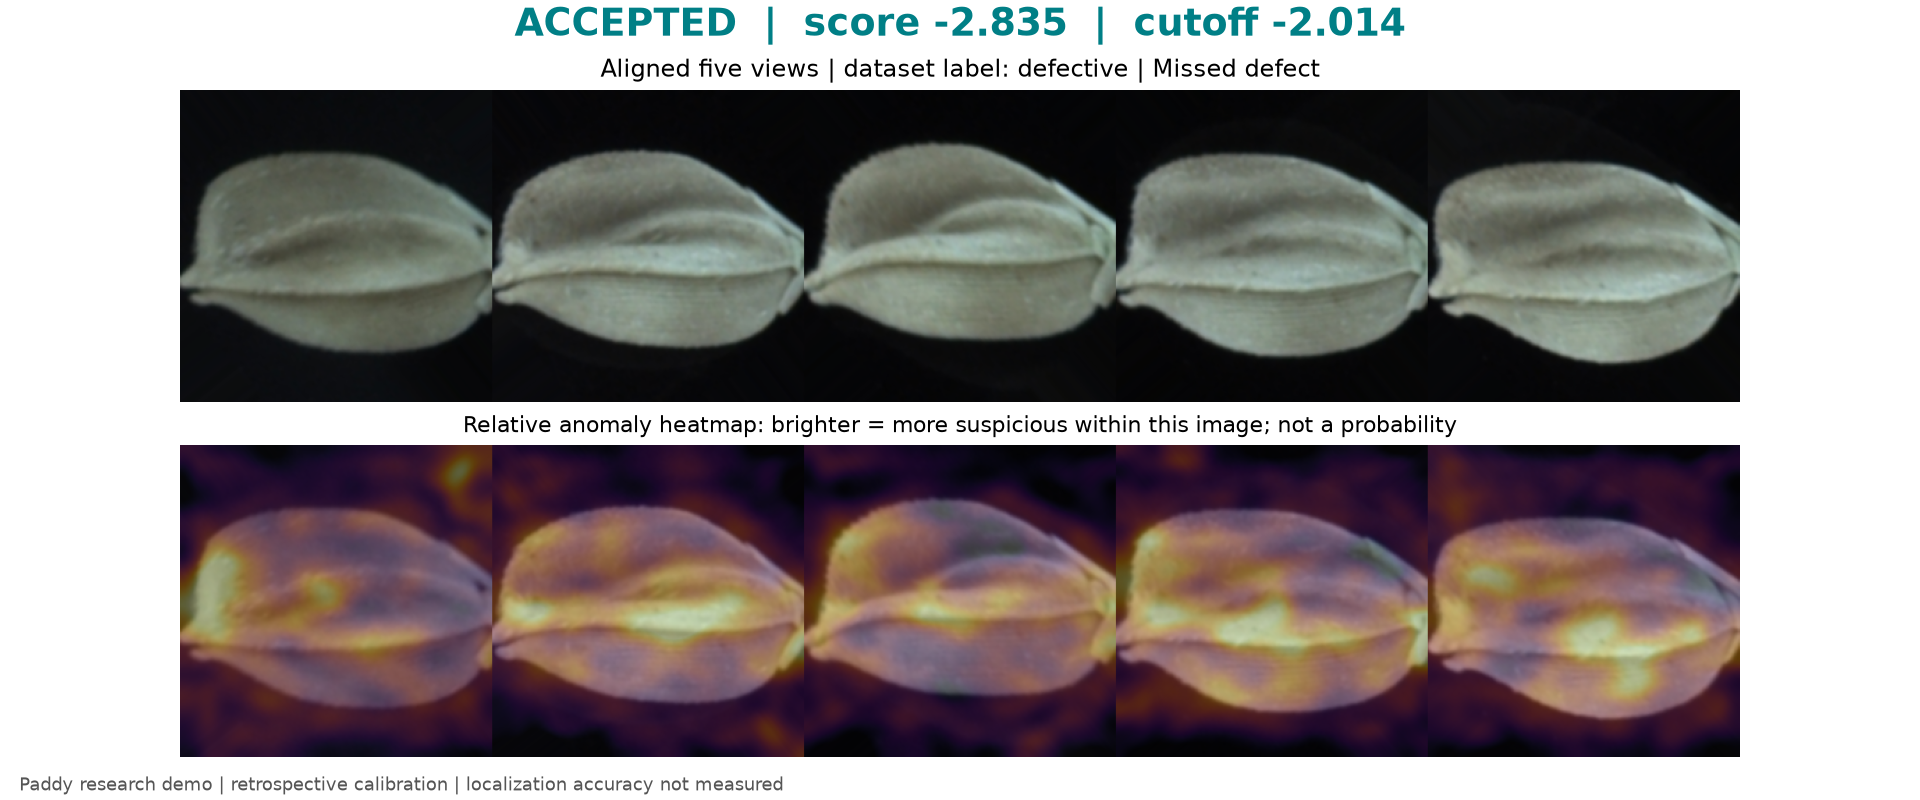 ACCEPTED | score -2.835 | cutoff -2.014
Aligned five views | dataset label: defective | Missed defect
Relative anomaly heatmap: brighter = more suspicious within this image; not a probability
Paddy research demo | retrospective calibration | localization accuracy not measured